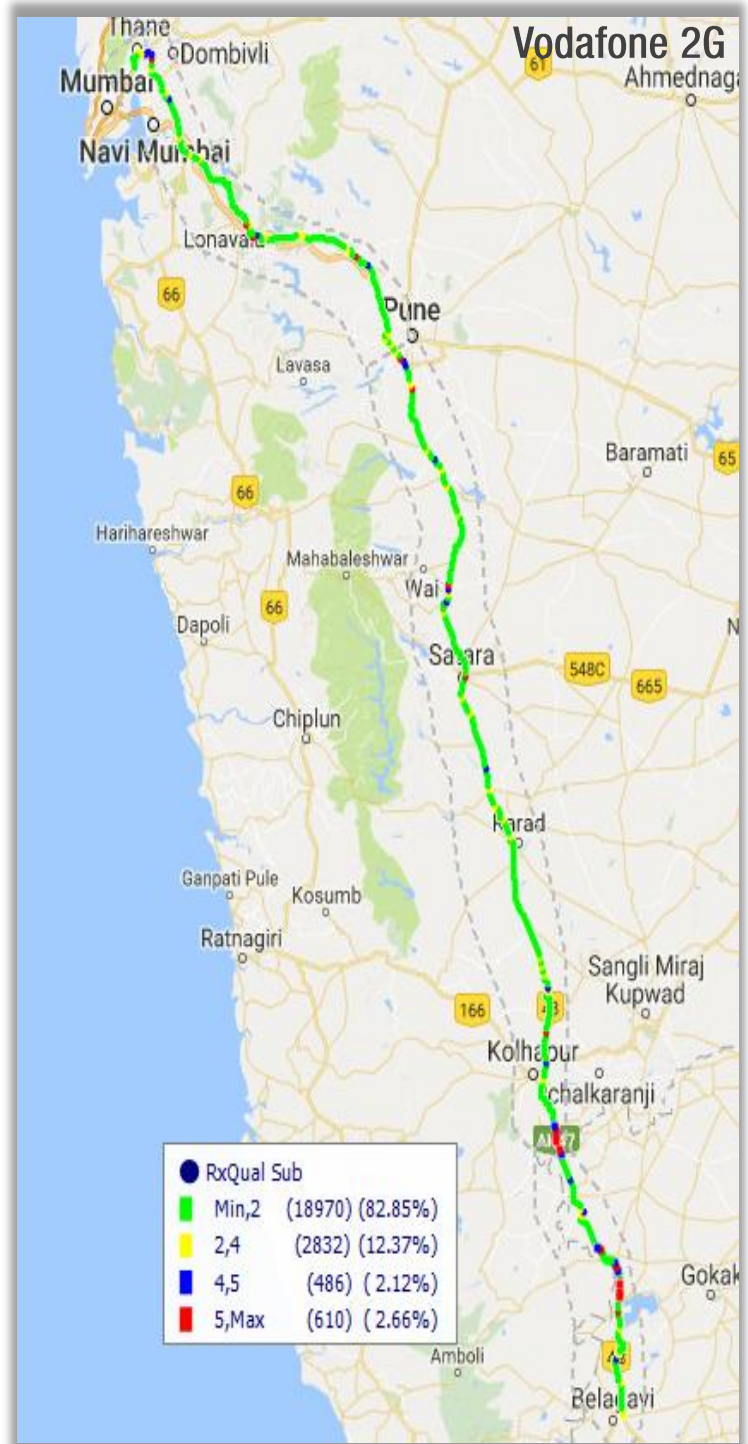 Vodafone 2G
Thane
Dombivli
61
Ahmednaga
Mumbai
Navi Mumbai
Lonavala
66
Pune
Lavasa
Baramati
65
66
Harihareshwar
Mahabaleshwar
Wai
66
Dapoli
N
Satara
548C
665
Chiplun
Karad
Ganpati Pule
Kosumb
Ratnagiri
Sangli Miraj
Kupwad
166
48
Kolhapur
chalkaranji
RxQual Sub
Min,2 (18970) (82.85%)
2,4 (2832) (12.37%)
4,5 (486) ( 2.12%)
5,Max (610) ( 2.66%)
Gokak
Amboli
48
Belagavi